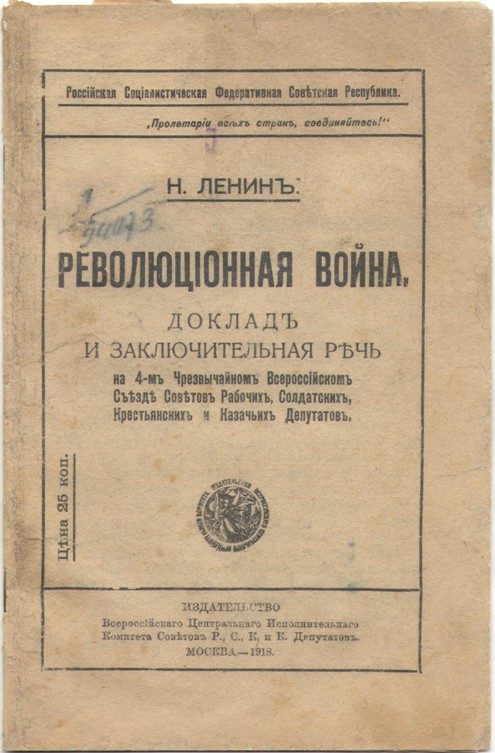 Россійская Соціалистическая Федеративная Совѣтская Республика.
„Пролетаріи всѣхъ странъ, соединяйтесь!“
Н. ЛЕНИНЪ.
94073
РЕВОЛЮЦІОННАЯ ВОЙНА,
ДОКЛАДЪ
И ЗАКЛЮЧИТЕЛЬНАЯ РѢЧЬ
на 4-мъ Чрезвычайномъ Всероссійскомъ
Съѣздѣ Совѣтовъ Рабочихъ, Солдатскихъ,
Крестьянскихъ и Казачьихъ Депутатовъ.
Цѣна 25 коп.
ИЗДАТЕЛЬСТВО
Всероссійскаго Центральнаго Исполнительнаго
Комитета Совѣтовъ Р., С., К, и К. Депутатовъ.
МОСКВА.—1918.